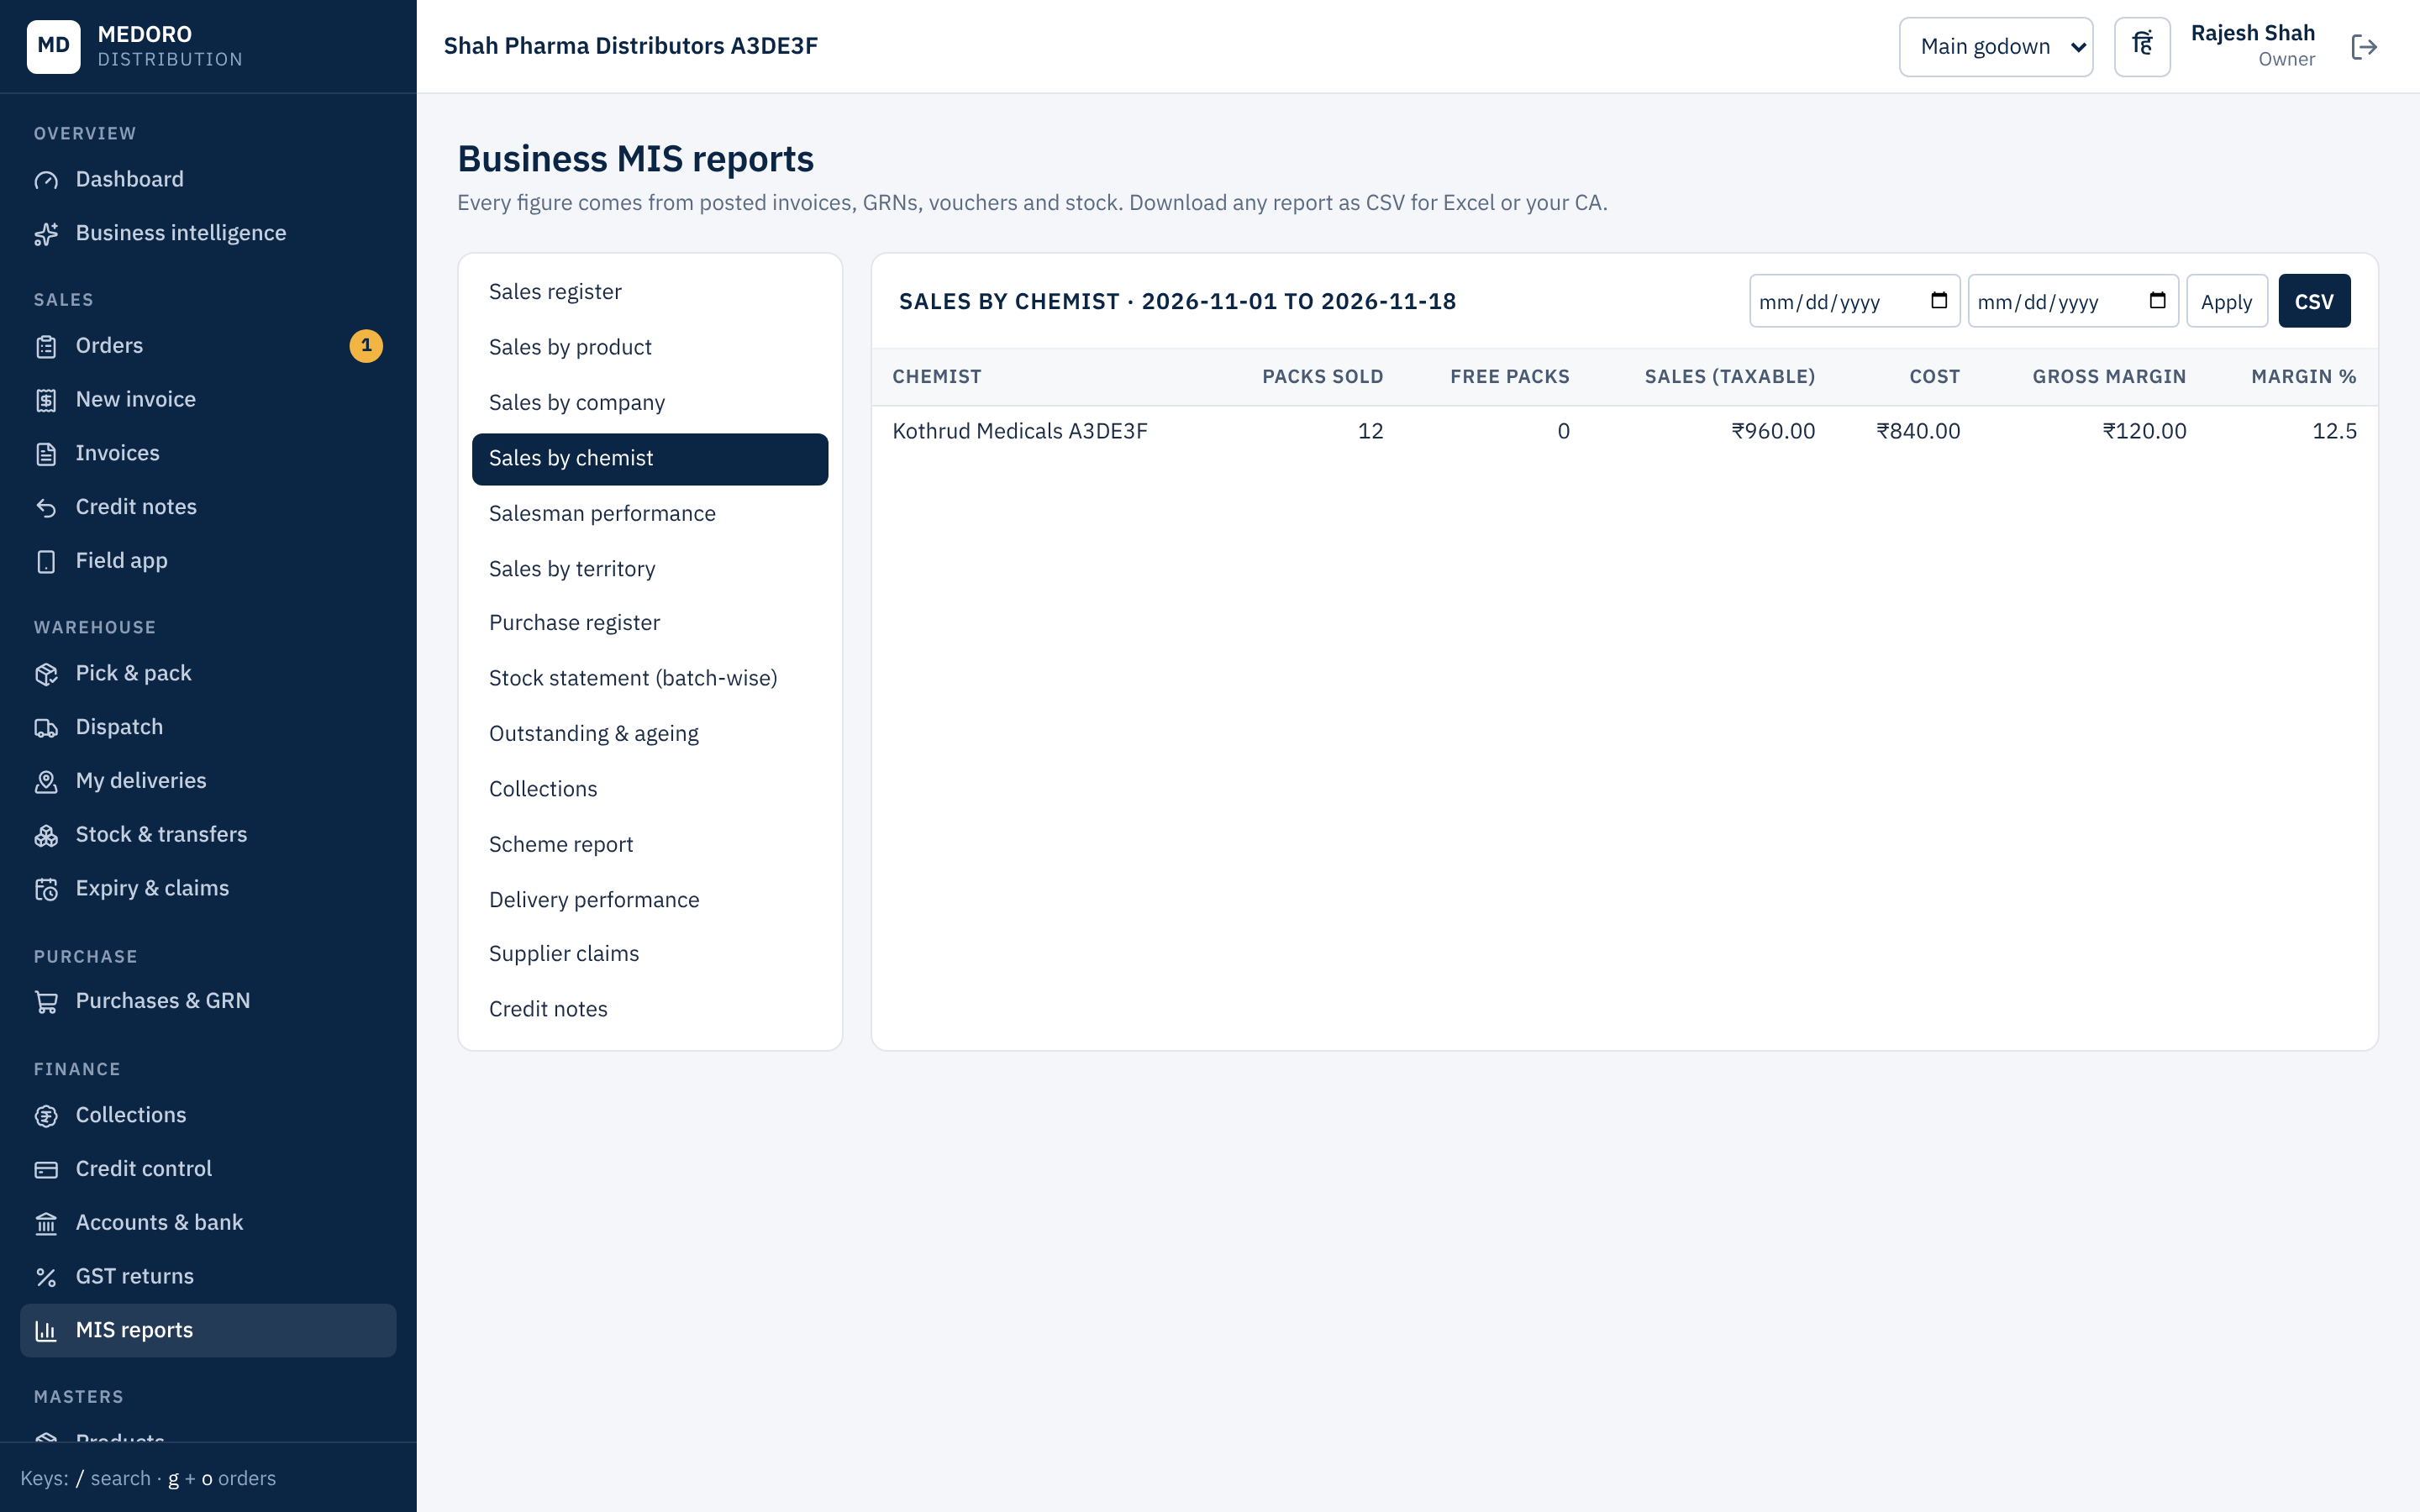 MD
MEDORO
DISTRIBUTION
Shah Pharma Distributors A3DE3F
Main godown
हिं
Rajesh Shah
Owner
OVERVIEW
Dashboard
Business intelligence
SALES
Orders 1
New invoice
Invoices
Credit notes
Field app
WAREHOUSE
Pick & pack
Dispatch
My deliveries
Stock & transfers
Expiry & claims
PURCHASE
Purchases & GRN
FINANCE
Collections
Credit control
Accounts & bank
GST returns
MIS reports
MASTERS
Products
Keys: / search · g + o orders
Business MIS reports
Every figure comes from posted invoices, GRNs, vouchers and stock. Download any report as CSV for Excel or your CA.
Sales register
Sales by product
Sales by company
Sales by chemist
Salesman performance
Sales by territory
Purchase register
Stock statement (batch-wise)
Outstanding & ageing
Collections
Scheme report
Delivery performance
Supplier claims
Credit notes
SALES BY CHEMIST · 2026-11-01 TO 2026-11-18
mm/dd/yyyy mm/dd/yyyy Apply CSV
CHEMIST PACKS SOLD FREE PACKS SALES (TAXABLE) COST GROSS MARGIN MARGIN %
Kothrud Medicals A3DE3F 12 0 ₹960.00 ₹840.00 ₹120.00 12.5